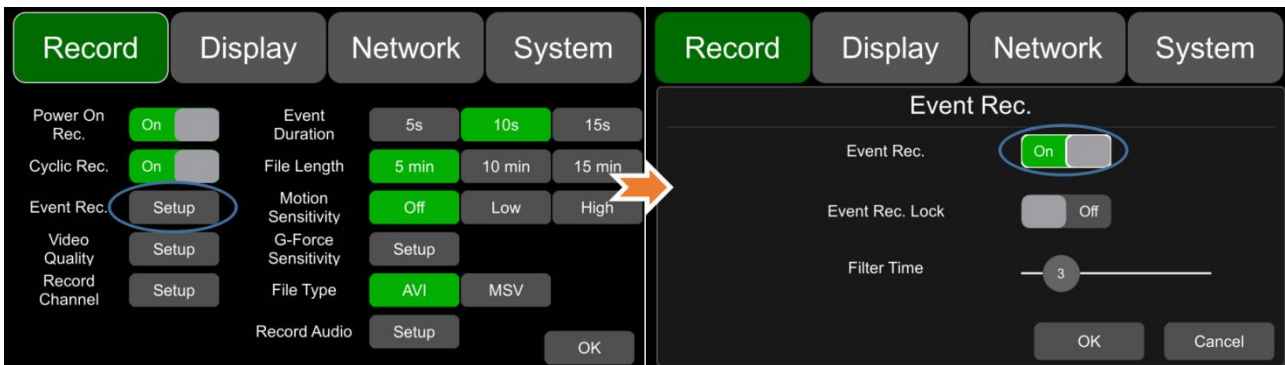 Record Display Network System
Power On
Rec.
On
Event
Duration
5s 10s 15s
Cyclic Rec. On File Length 5 min 10 min 15 min
Event Rec. Setup
Motion
Sensitivity
Off Low High
Video
Quality
Setup
G-Force
Sensitivity
Setup
Record
Channel
Setup
File Type AVI MSV
Record Audio Setup
OK
Record Display Network System
Event Rec.
Event Rec. On
Event Rec. Lock Off
Filter Time 3
OK Cancel